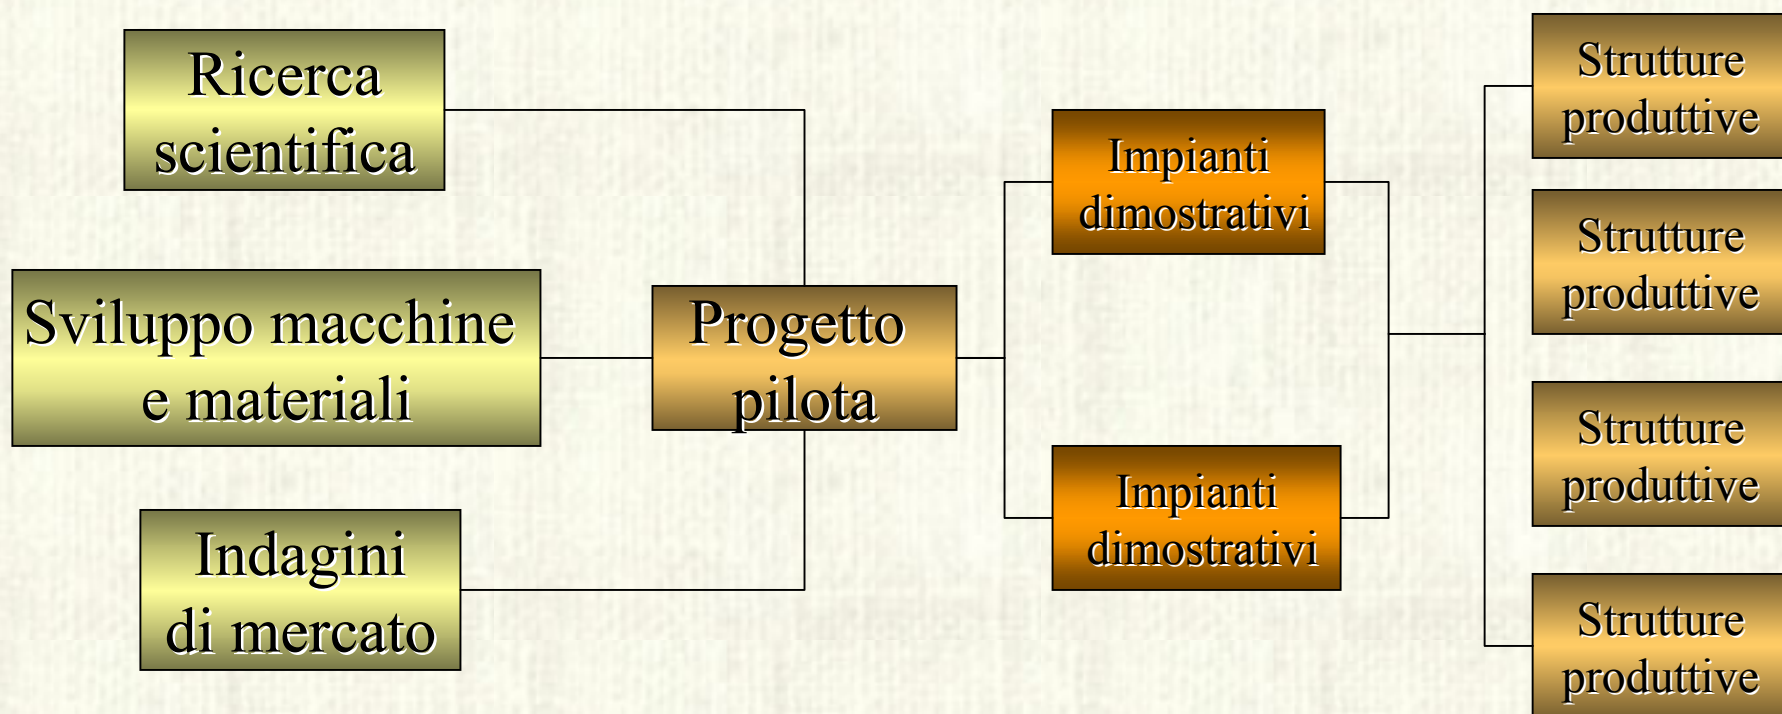 Ricerca
scientifica
Sviluppo macchine
e materiali
Indagini
di mercato
Progetto
pilota
Impianti
dimostrativi
Impianti
dimostrativi
Strutture
produttive
Strutture
produttive
Strutture
produttive
Strutture
produttive